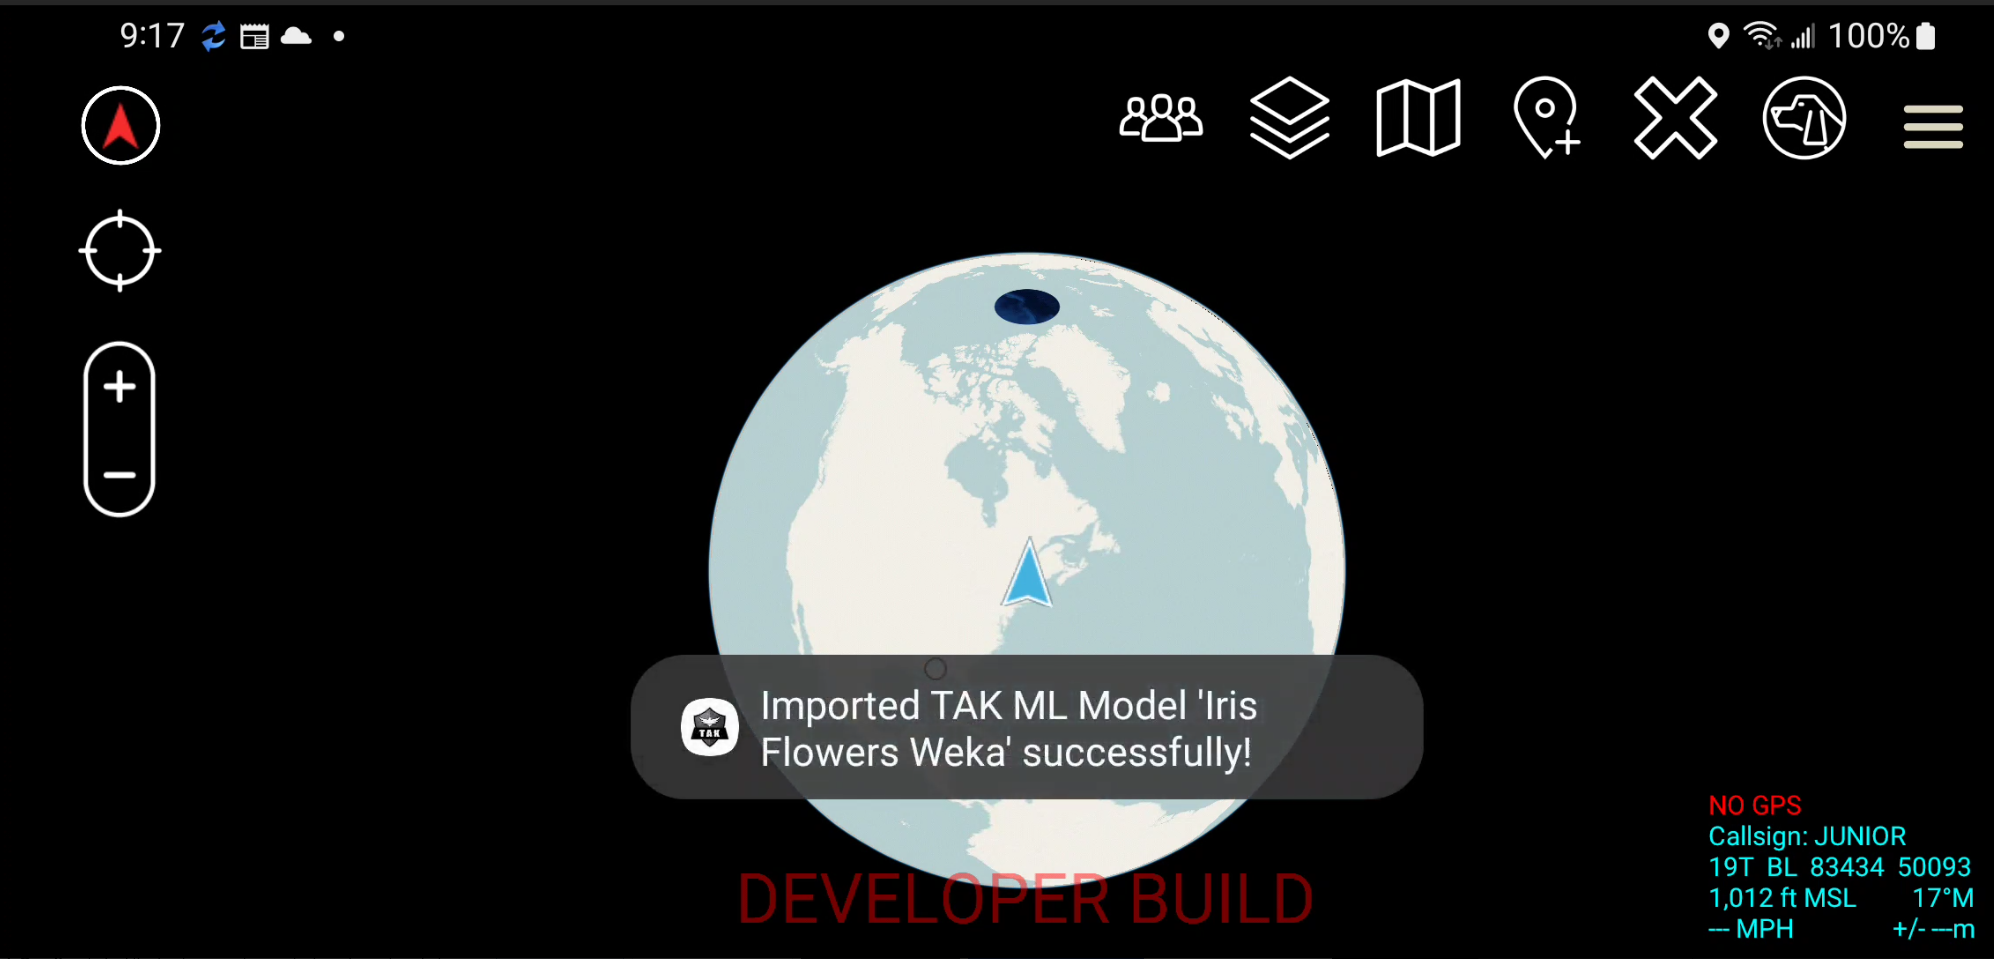 9:17
100%
Imported TAK ML Model 'Iris
Flowers Weka' successfully!
TAK
DEVELOPER BUILD
NO GPS
Callsign: JUNIOR
19T BL 83434 50093
1,012 ft MSL 17°M
--- MPH +/- ---m